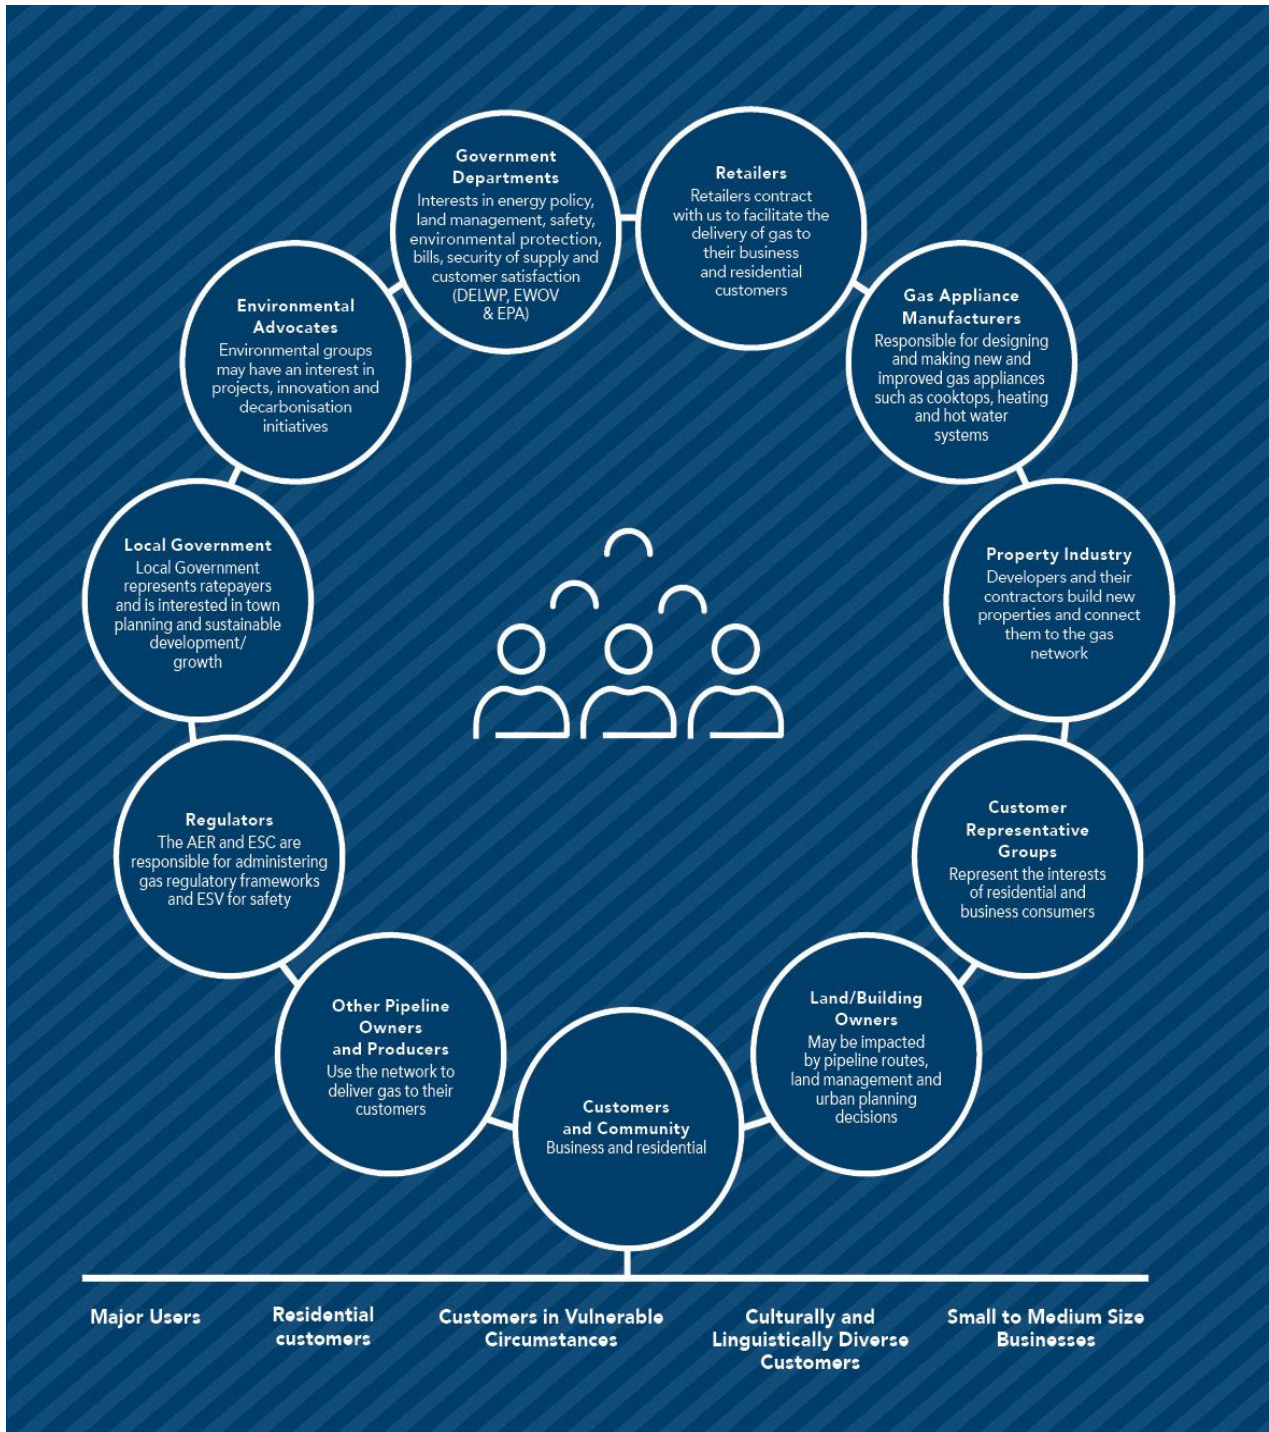 Government
Departments
Interests in energy policy,
land management, safety,
environmental protection,
bills, security of supply and
customer satisfaction
(DELWP, EWOV
& EPA)
Retailers
Retailers contract
with us to facilitate the
delivery of gas to
their business
and residential
customers
Environmental
Advocates
Environmental groups
may have an interest in
projects, innovation and
decarbonisation
initiatives
Gas Appliance
Manufacturers
Responsible for designing
and making new and
improved gas appliances
such as cooktops, heating
and hot water
systems
Local Government
Local Government
represents ratepayers
and is interested in town
planning and sustainable
development/
growth
Property Industry
Developers and their
contractors build new
properties and connect
them to the gas
network
Regulators
The AER and ESC are
responsible for administering
gas regulatory frameworks
and ESV for safety
Customer
Representative
Groups
Represent the interests
of residential and
business consumers
Other Pipeline
Owners
and Producers
Use the network to
deliver gas to their
customers
Land/Building
Owners
May be impacted
by pipeline routes,
land management and
urban planning
decisions
Customers
and Community
Business and residential
Major Users
Residential
customers
Customers in Vulnerable
Circumstances
Culturally and
Linguistically Diverse
Customers
Small to Medium Size
Businesses